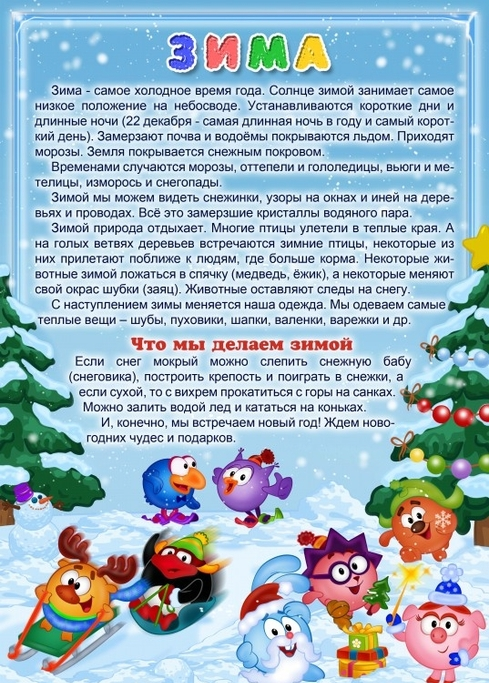 ЗИМА
Зима - самое холодное время года. Солнце зимой занимает самое
низкое положение на небосводе. Устанавливаются короткие дни и
длинные ночи (22 декабря - самая длинная ночь в году и самый корот-
кий день). Замерзают почва и водоёмы покрываются льдом. Приходят
морозы. Земля покрывается снежным покровом.
Временами случаются морозы, оттепели и гололедицы, вьюги и ме-
телицы, изморось и снегопады.
Зимой мы можем видеть снежинки, узоры на окнах и иней на дере-
вьях и проводах. Всё это замерзшие кристаллы водяного пара.
Зимой природа отдыхает. Многие птицы улетели в теплые края. А
на голых ветвях деревьев встречаются зимние птицы, некоторые из
них прилетают поближе к людям, где больше корма. Некоторые жи-
вотные зимой ложаться в спячку (медведь, ёжик), а некоторые меняют
свой окрас шубки (заяц). Животные оставляют следы на снегу.
С наступлением зимы меняется наша одежда. Мы одеваем самые
теплые вещи – шубы, пуховики, шапки, валенки, варежки и др.
Что мы делаем зимой
Если снег мокрый можно слепить снежную бабу
(снеговика), построить крепость и поиграть в снежки, а
если сухой, то с вихрем прокатиться с горы на санках.
Можно залить водой лед и кататься на коньках.
И, конечно, мы встречаем новый год! Ждем ново-
годних чудес и подарков.